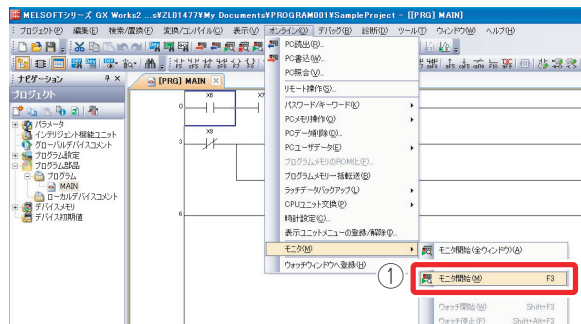 MELSOFTシリーズ GX Works2 ...s¥ZL01477¥My Documents¥PROGRAM001¥SampleProject - [[PRG] MAIN]
プロジェクト(P) 編集(E) 検索/置換(F) 変換/コンパイル(C) 表示(V) オンライン(O) デバッグ(B) 診断(D) ツール(T) ウィンドウ(W) ヘルプ(H)
ナビゲーション
[PRG] MAIN
プロジェクト
パラメータ
インテリジェント機能ユニット
グローバルデバイスコメント
プログラム設定
プログラム部品
プログラム
MAIN
ローカルデバイスコメント
デバイスメモリ
デバイス初期値
0
X6
3
X8
6
PC読出(R)...
PC書込(W)...
PC照合(V)...
リモート操作(S)...
パスワード/キーワード(K)
PCメモリ操作(O)
PCデータ削除(D)...
PCユーザデータ(E)
プログラムメモリのROM化(F)...
プログラムメモリ一括転送(B)
ラッチデータバックアップ(L)
CPUユニット交換(P)
時計設定(C)...
表示ユニットメニューの登録/解除(I)...
モニタ(M)
ウォッチウィンドウへ登録(H)
モニタ開始(全ウィンドウ)(A)
① モニタ開始(M) F3
ウォッチ開始(W) Shift+F3
ウォッチ停止(P) Shift+Alt+F3